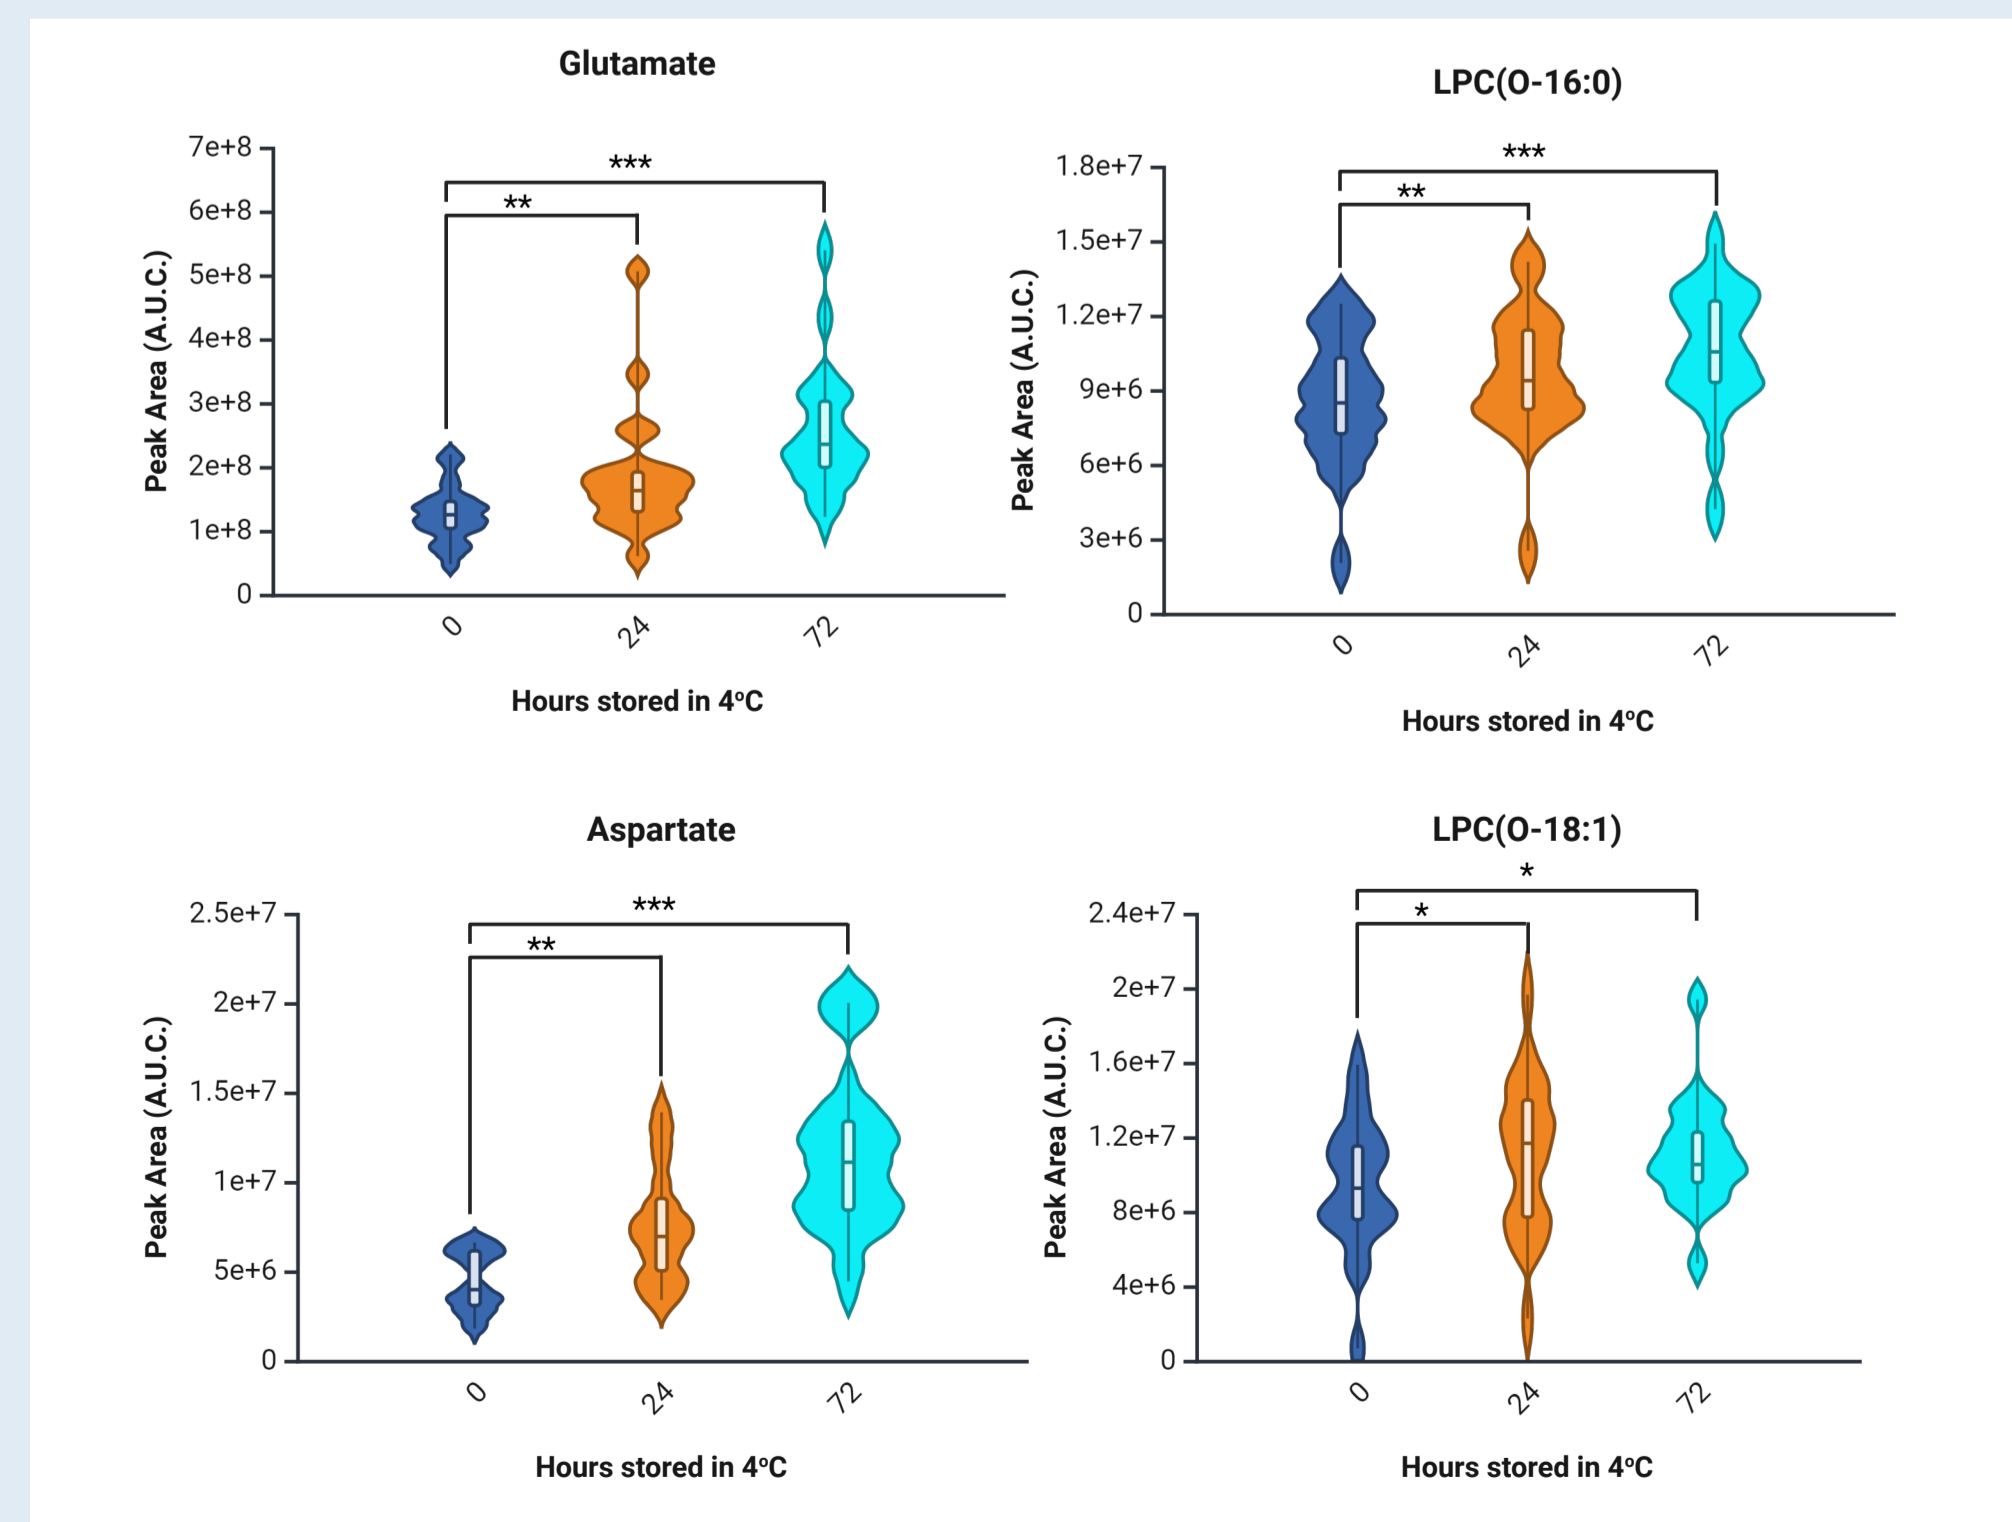 Glutamate
7e+8
6e+8
5e+8
4e+8
3e+8
2e+8
1e+8
0
Peak Area (A.U.C.)
***
**
0
24
72
Hours stored in 4ºC
LPC(O-16:0)
1.8e+7
1.5e+7
1.2e+7
9e+6
6e+6
3e+6
0
Peak Area (A.U.C.)
***
**
0
24
72
Hours stored in 4ºC
Aspartate
2.5e+7
2e+7
1.5e+7
1e+7
5e+6
0
Peak Area (A.U.C.)
***
**
0
24
72
Hours stored in 4ºC
LPC(O-18:1)
2.4e+7
2e+7
1.6e+7
1.2e+7
8e+6
4e+6
0
Peak Area (A.U.C.)
*
*
0
24
72
Hours stored in 4ºC